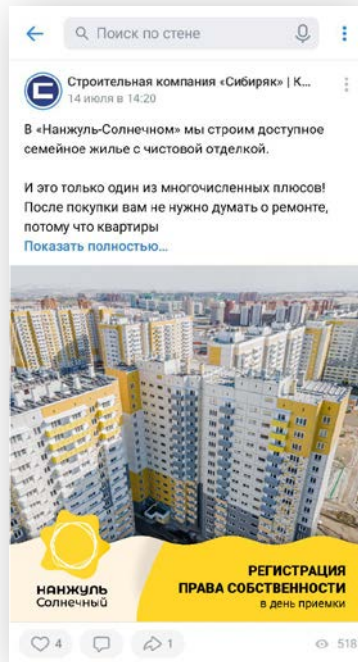 Поиск по стене
Строительная компания «Сибиряк» | К...
14 июля в 14:20
В «Нанжуль-Солнечном» мы строим доступное
семейное жилье с чистовой отделкой.
И это только один из многочисленных плюсов!
После покупки вам не нужно думать о ремонте,
потому что квартиры
Показать полностью...
НАНЖУЛЬ
Солнечный
РЕГИСТРАЦИЯ
ПРАВА СОБСТВЕННОСТИ
в день приемки
4
1
518